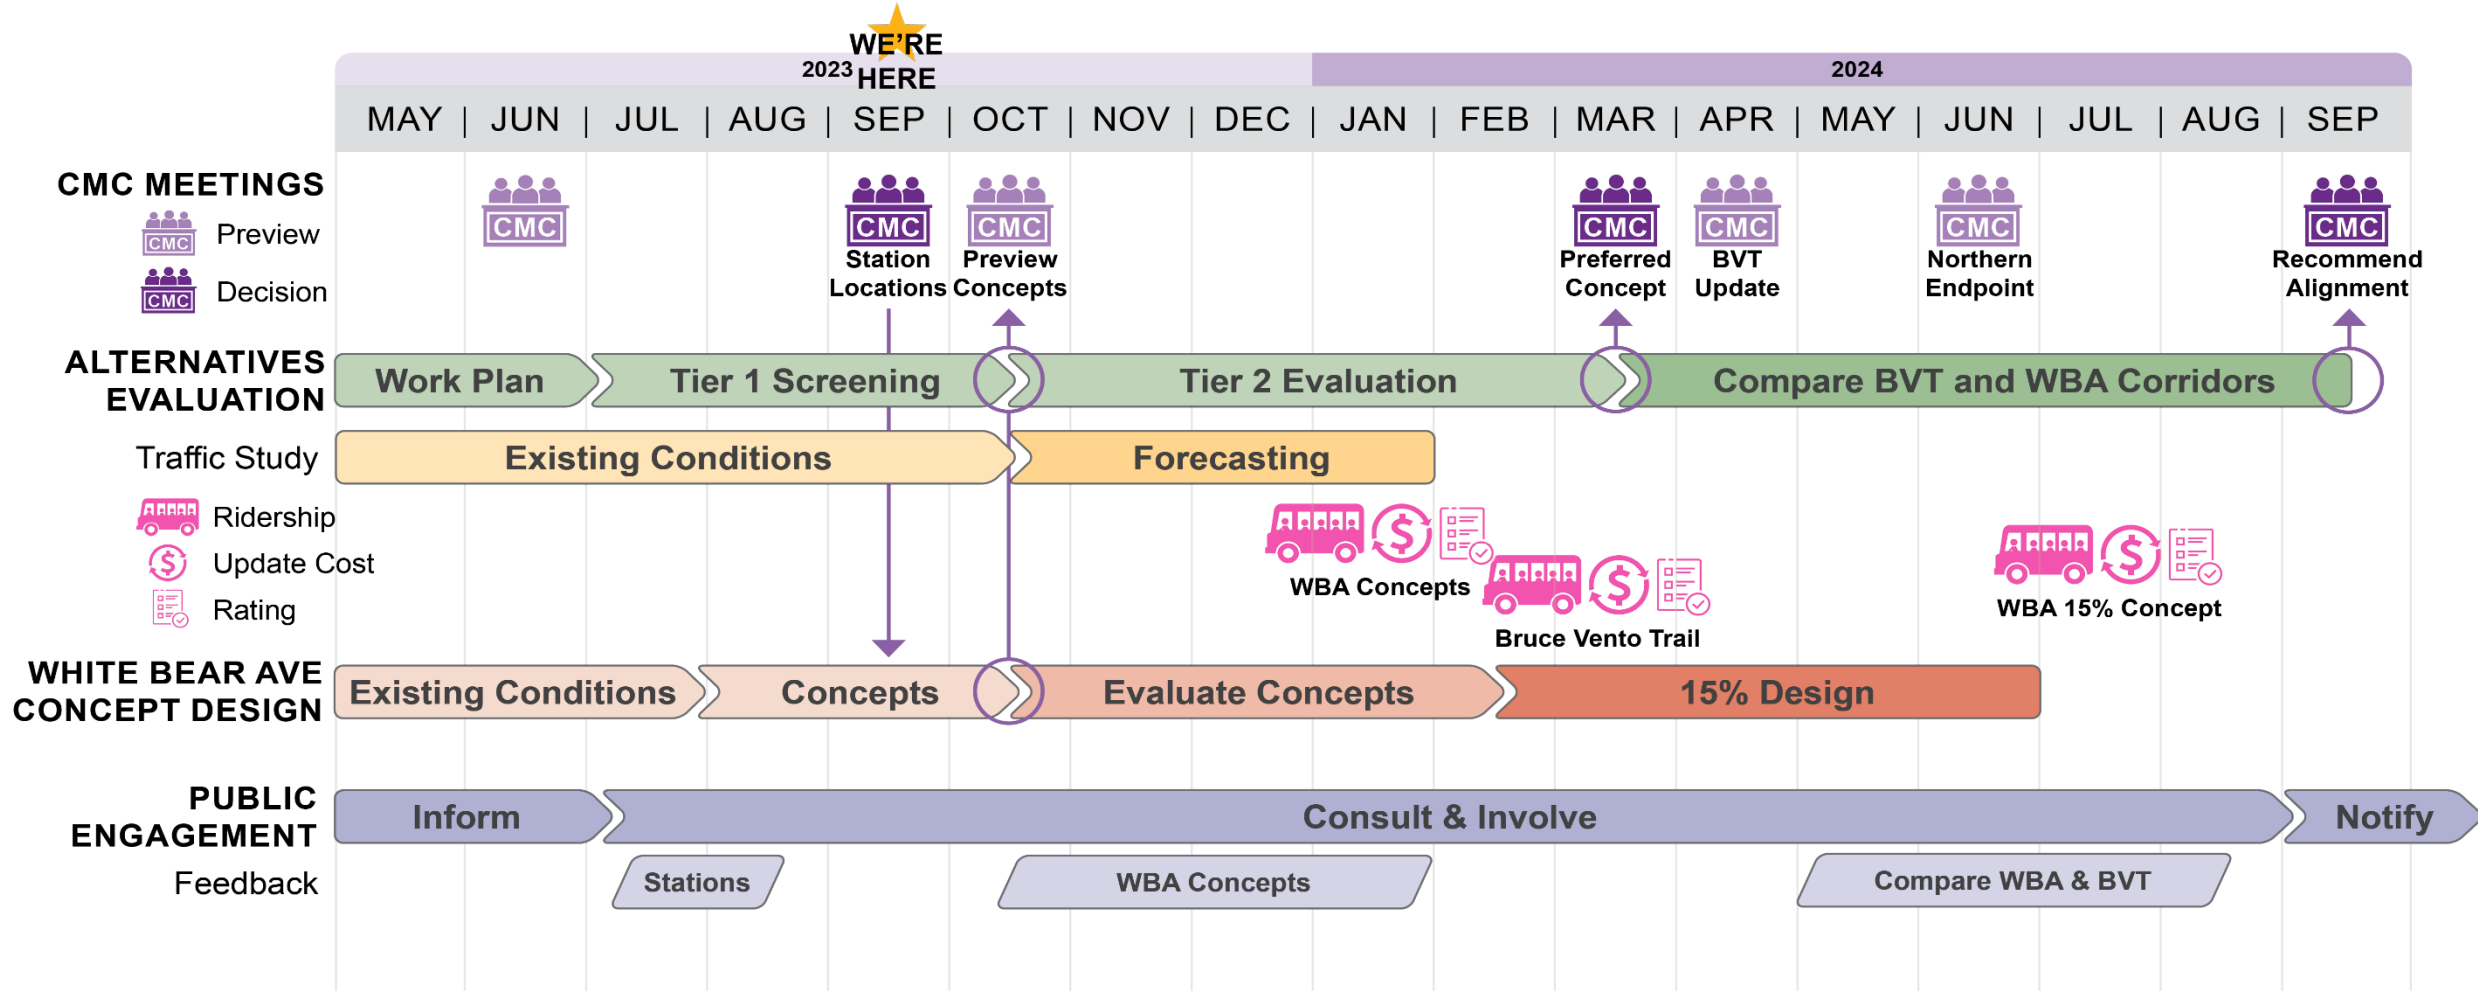 WE'RE
HERE
2023
2024
MAY | JUN | JUL | AUG | SEP | OCT | NOV | DEC | JAN | FEB | MAR | APR | MAY | JUN | JUL | AUG | SEP
CMC MEETINGS
CMC Preview
CMC Decision
CMC
CMC
Station
Locations
CMC
Preview
Concepts
CMC
Preferred
Concept
CMC
BVT
Update
CMC
Northern
Endpoint
CMC
Recommend
Alignment
ALTERNATIVES
EVALUATION
Work Plan
Tier 1 Screening
Tier 2 Evaluation
Compare BVT and WBA Corridors
Traffic Study
Existing Conditions
Forecasting
Ridership
$ Update Cost
Rating
$
WBA Concepts
$
Bruce Vento Trail
$
WBA 15% Concept
WHITE BEAR AVE
CONCEPT DESIGN
Existing Conditions
Concepts
Evaluate Concepts
15% Design
PUBLIC
ENGAGEMENT
Inform
Consult & Involve
Notify
Feedback
Stations
WBA Concepts
Compare WBA & BVT